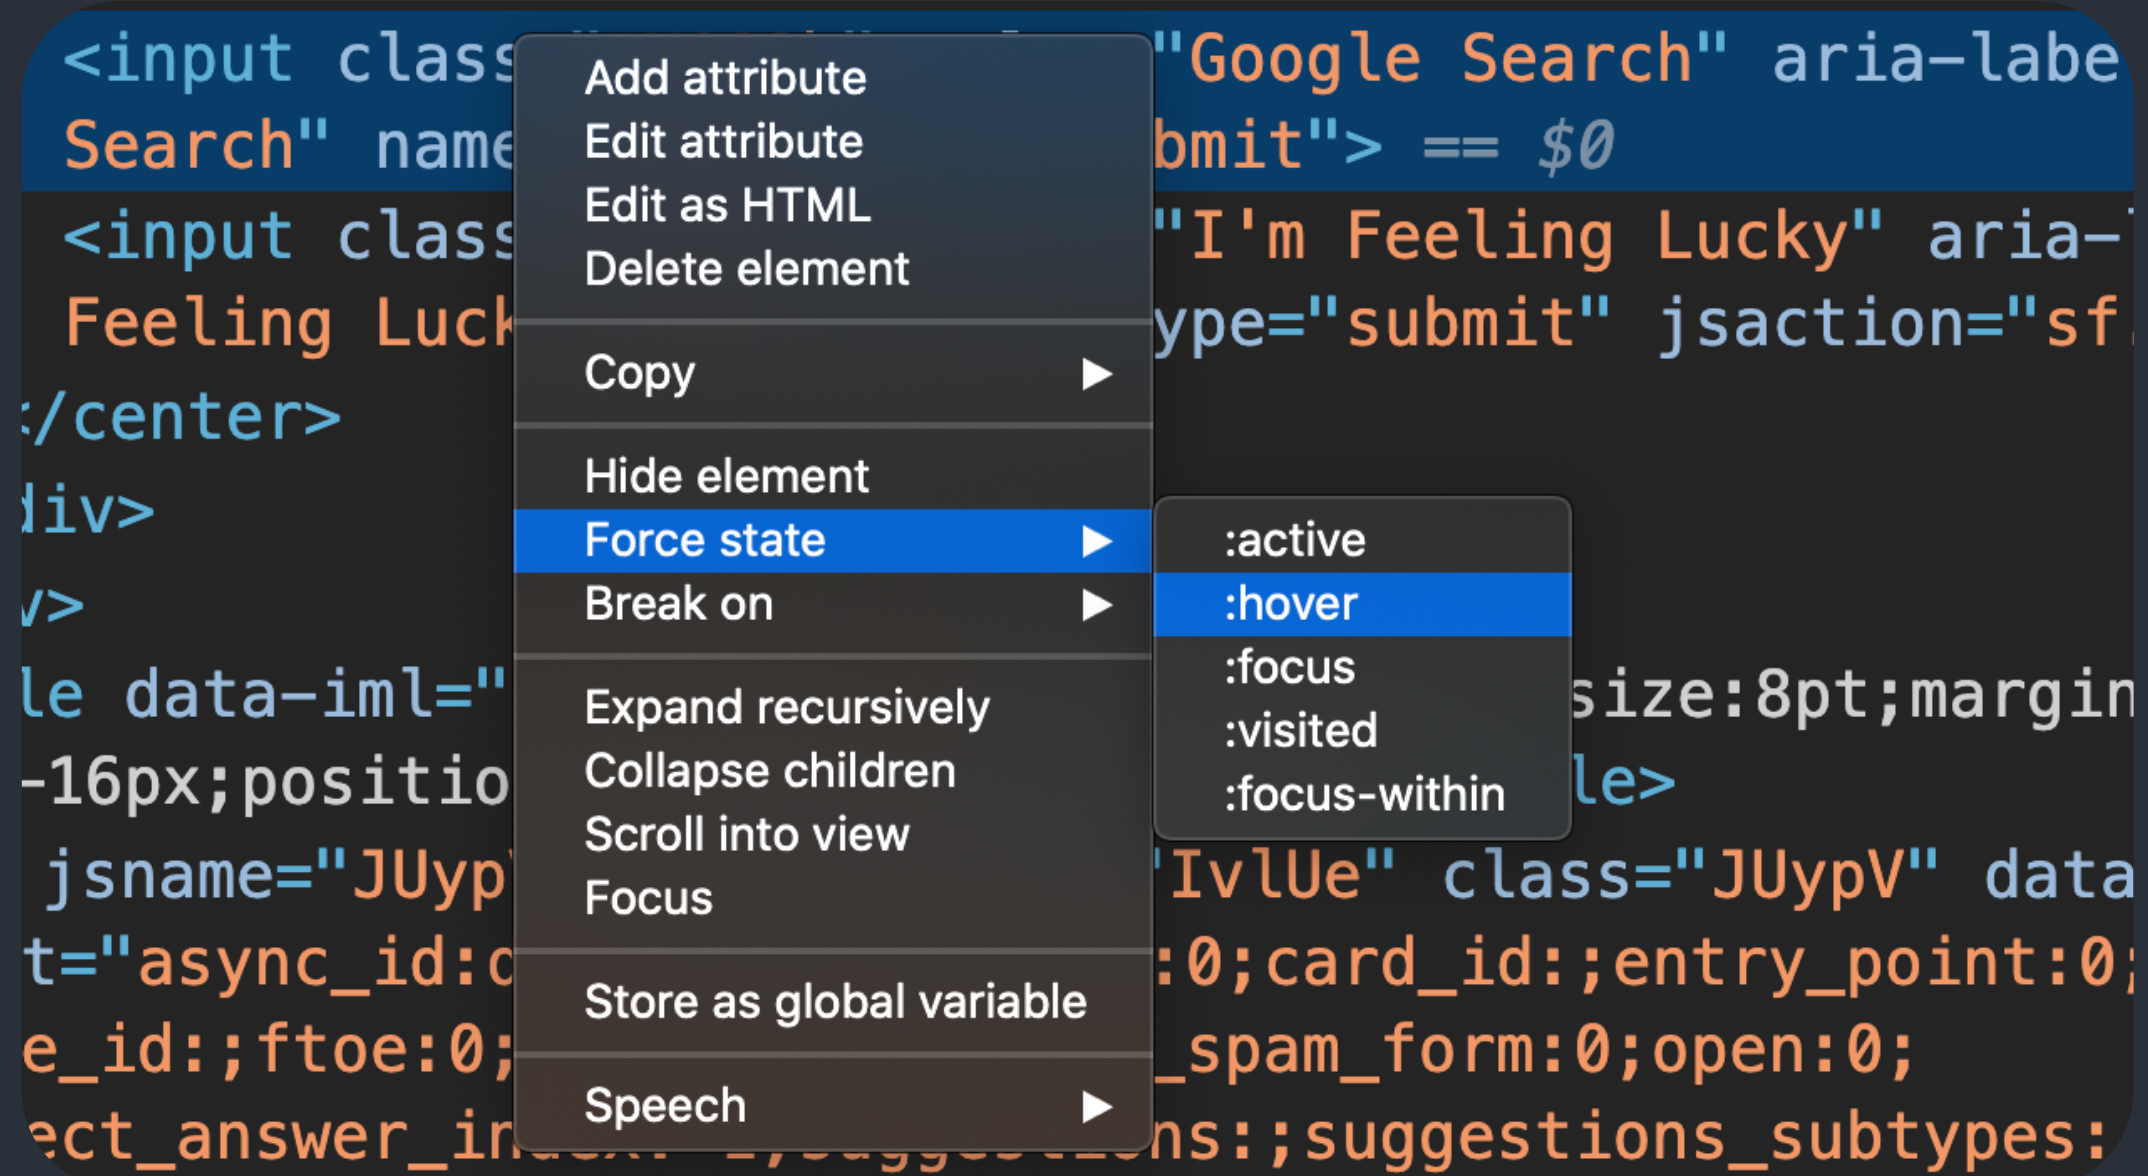 <input class "Google Search" aria-labe
Search" name bmit"> == $0
<input class "I'm Feeling Lucky" aria-
Feeling Luck ype="submit" jsaction="sf.
</center>
div>
v>
le data-iml=" size:8pt;margin
-16px;positio le>
jsname="JUyp "IvlUe" class="JUypV" data
t="async_id: :0;card_id:;entry_point:0;
e_id:;ftoe:0; _spam_form:0;open:0;
ect_answer_in ns:;suggestions_subtypes:
Add attribute
Edit attribute
Edit as HTML
Delete element
Copy
Hide element
Force state
Break on
Expand recursively
Collapse children
Scroll into view
Focus
Store as global variable
Speech
:active
:hover
:focus
:visited
:focus-within